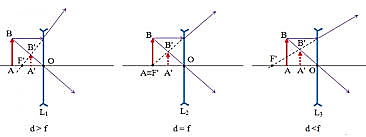 B B' F' A A' O L₁
d > f
B B' A≡F' A' O L₂
d = f
B B' F' A A' O L₃
d < f